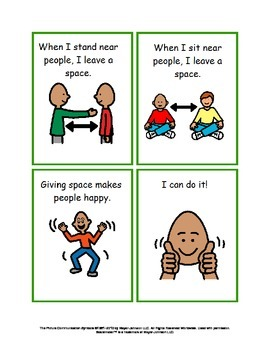 When I stand near
people, I leave a
space.
When I sit near
people, I leave a
space.
Giving space makes
people happy.
I can do it!
The Picture Communication Symbols
by Mayer-Johnson LLC. All Rights Reserved Worldwide. Used with permission.
Boardmaker™ is a trademark of Mayer-Johnson LLC.